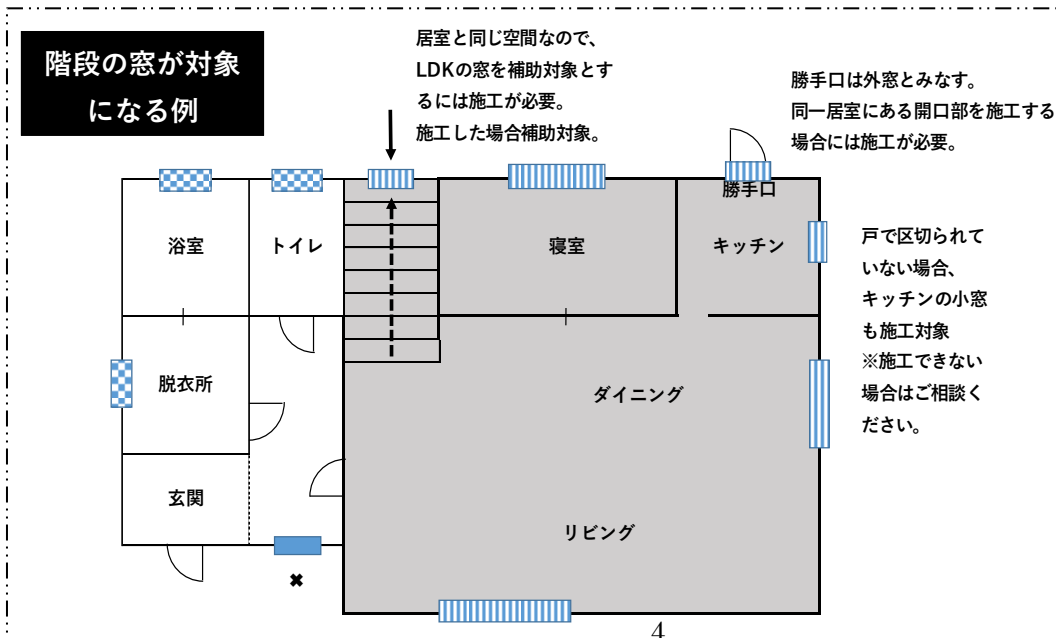 階段の窓が対象
になる例
居室と同じ空間なので、
LDKの窓を補助対象とす
るには施工が必要。
施工した場合補助対象。
勝手口は外窓とみなす。
同一居室にある開口部を施工する
場合には施工が必要。
勝手口
浴室
トイレ
寝室
キッチン
戸で区切られて
いない場合、
キッチンの小窓
も施工対象
※施工できない
場合はご相談く
ださい。
脱衣所
ダイニング
玄関
リビング
✖
4